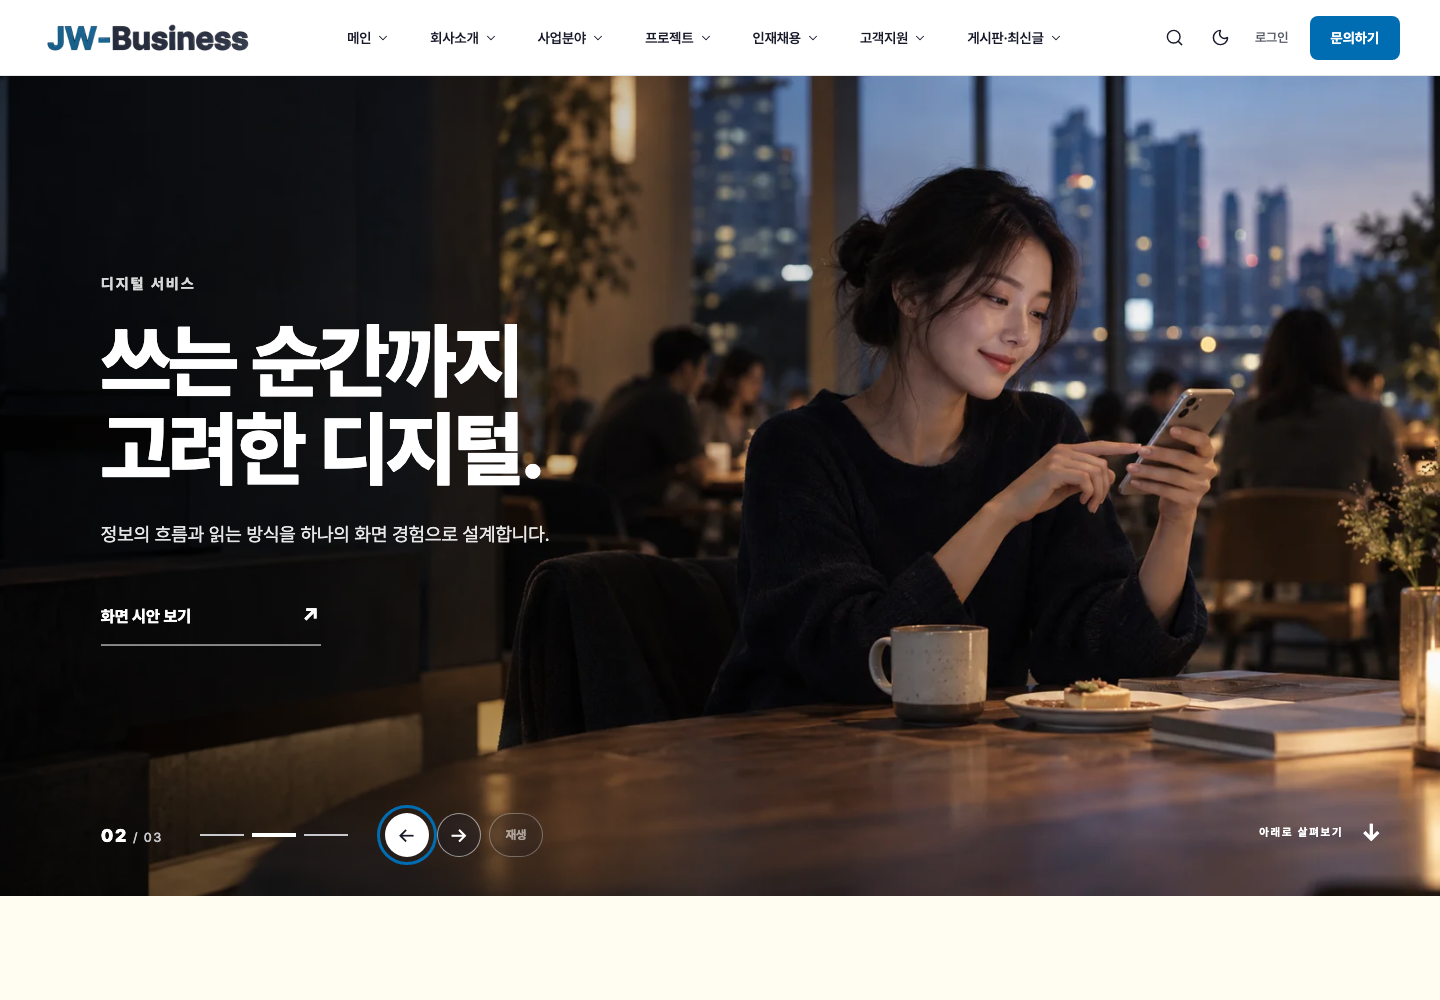 JW-Business
메인
회사소개
사업분야
프로젝트
인재채용
고객지원
게시판·최신글
로그인
문의하기
디지털 서비스
쓰는 순간까지
고려한 디지털.
정보의 흐름과 읽는 방식을 하나의 화면 경험으로 설계합니다.
화면 시안 보기
02 / 03
재생
아래로 살펴보기